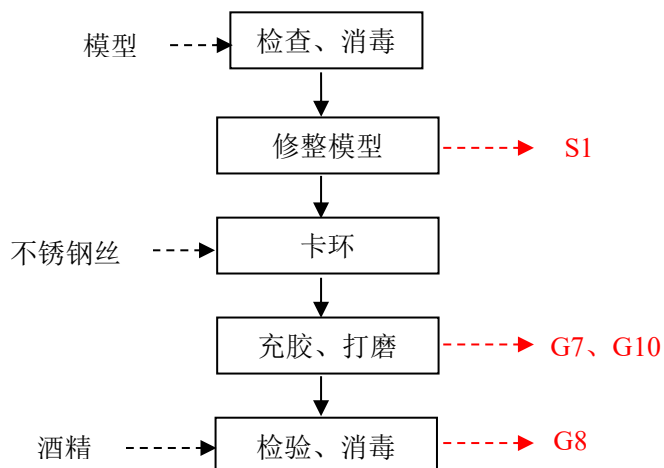 模型
检查、消毒
修整模型
S1
不锈钢丝
卡环
充胶、打磨
G7、G10
酒精
检验、消毒
G8